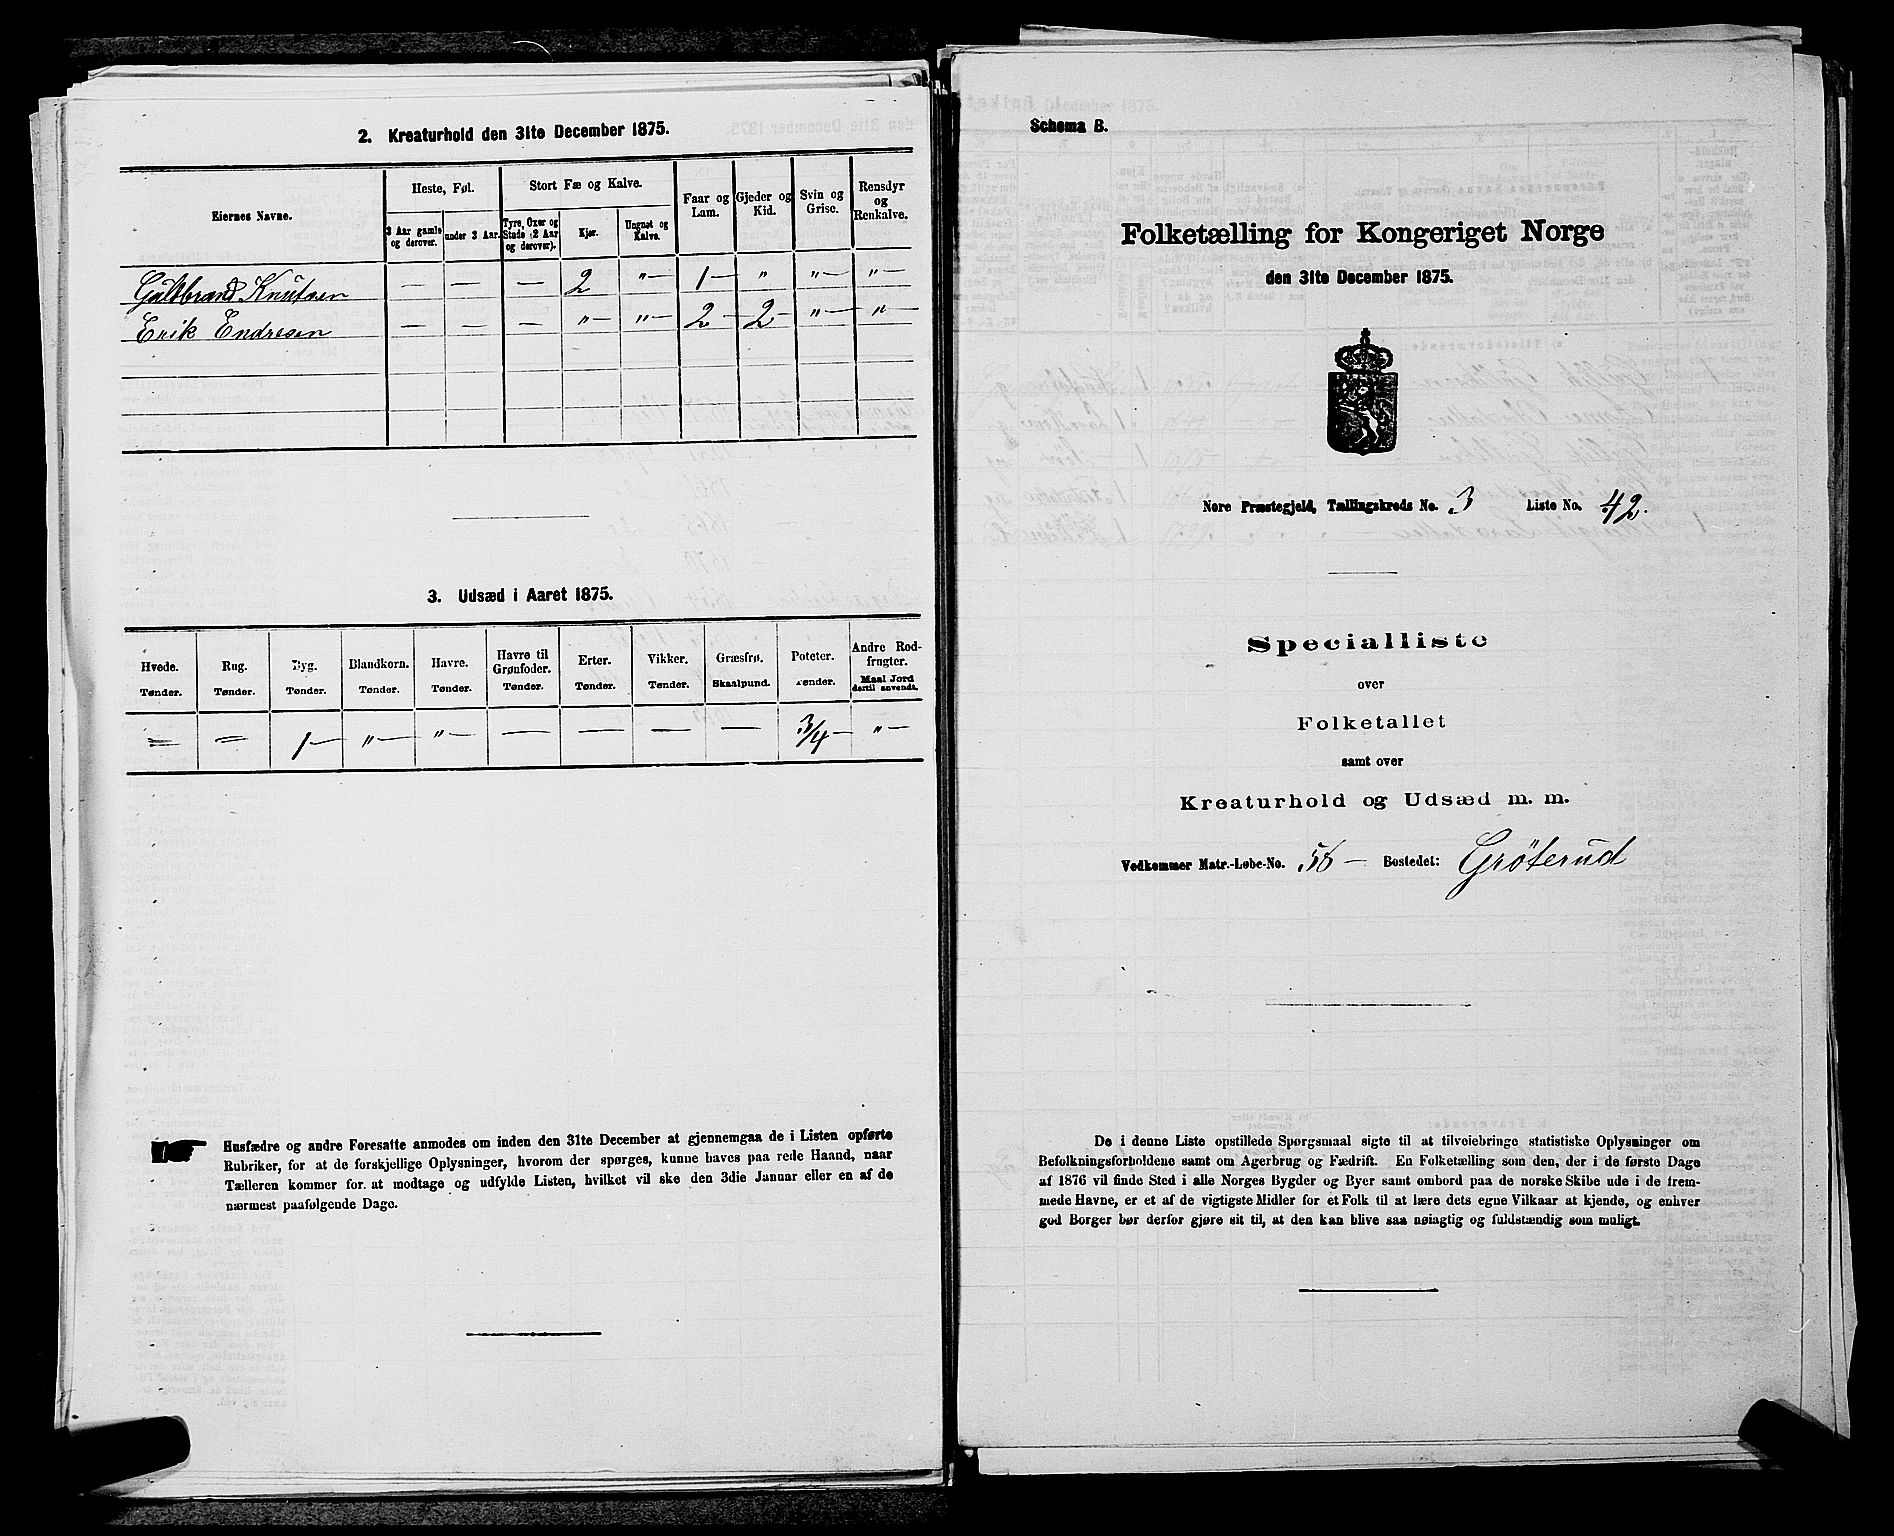 2. Kreaturhold den 31te December 1875.
Eiernes Navne. Heste, Føl. Stort Fæ og Kalve. Faar og Lam. Gjeder og Kid. Svin og Grise. Rensdyr og Renkalve.
3 Aar gamle og derover. under 3 Aar. Tyre, Oxer og Stude (2 Aar og derover). Kjør. Ungnøt og Kalve.
Guldbrand Knutsen — — — 2 "— 1— " "— "—
Erik Endresen — — — "— "— 2— 2— "— "—
3. Udsæd i Aaret 1875.
Hvede. Rug. Byg. Blandkorn. Havre. Havre til Grønfoder. Erter. Vikker. Græsfrø. Poteter. Andre Rodfrugter.
Tønder. Tønder. Tønder. Tønder. Tønder. Tønder. Tønder. Tønder. Skaalpund. Tønder. Maal Jord dertil anvendt.
= = 1— "— "— — — — — 3/4— "—
Husfædre og andre Foresatte anmodes om inden den 31te December at gjennemgaa de i Listen opførte
Rubriker, for at de forskjellige Oplysninger, hvorom der spørges, kunne haves paa rede Haand, naar
Tælleren kommer for at modtage og udfylde Listen, hvilket vil ske den 3die Januar eller en af de
nærmest paafølgende Dage.
Schema B.
Folketælling for Kongeriget Norge
den 31te December 1875.
Nore Præstegjeld, Tællingskreds No. 3 Liste No. 42.
Specialliste
over
Folketallet
samt over
Kreaturhold og Udsæd m. m.
Vedkommer Matr.-Løbe-No. 58— Bostedet: Grøterud
De i denne Liste opstillede Spørgsmaal sigte til at tilveiebringe statistiske Oplysninger om
Befolkningsforholdene samt om Agerbrug og Fædrift. En Folketælling som den, der i de første Dage
af 1876 vil finde Sted i alle Norges Bygder og Byer samt ombord paa de norske Skibe ude i de frem-
mede Havne, er et af de vigtigste Midler for et Folk til at lære dets egne Vilkaar at kjende, og enhver
god Borger bør derfor gjøre sit til, at den kan blive saa nøiagtig og fuldstændig som muligt.